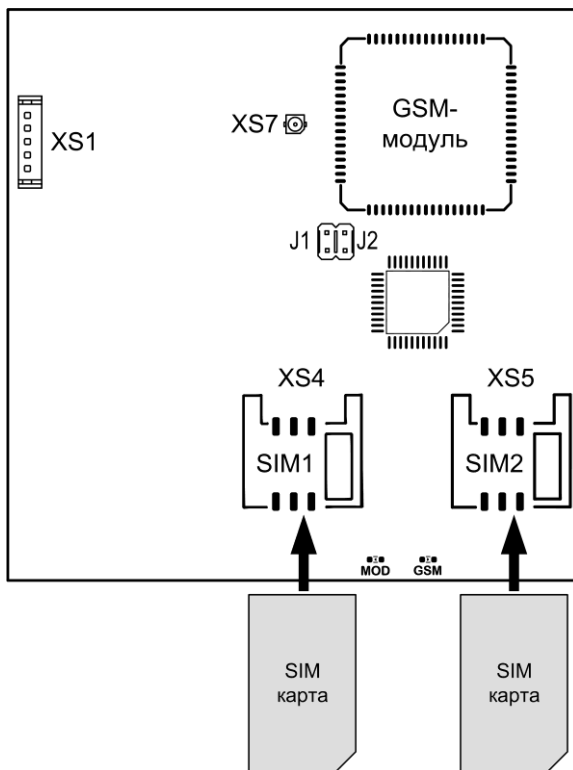 GSM-
модуль
XS7
XS1
J1 J2
XS4 XS5
SIM1 SIM2
MOD GSM
SIM
карта
SIM
карта